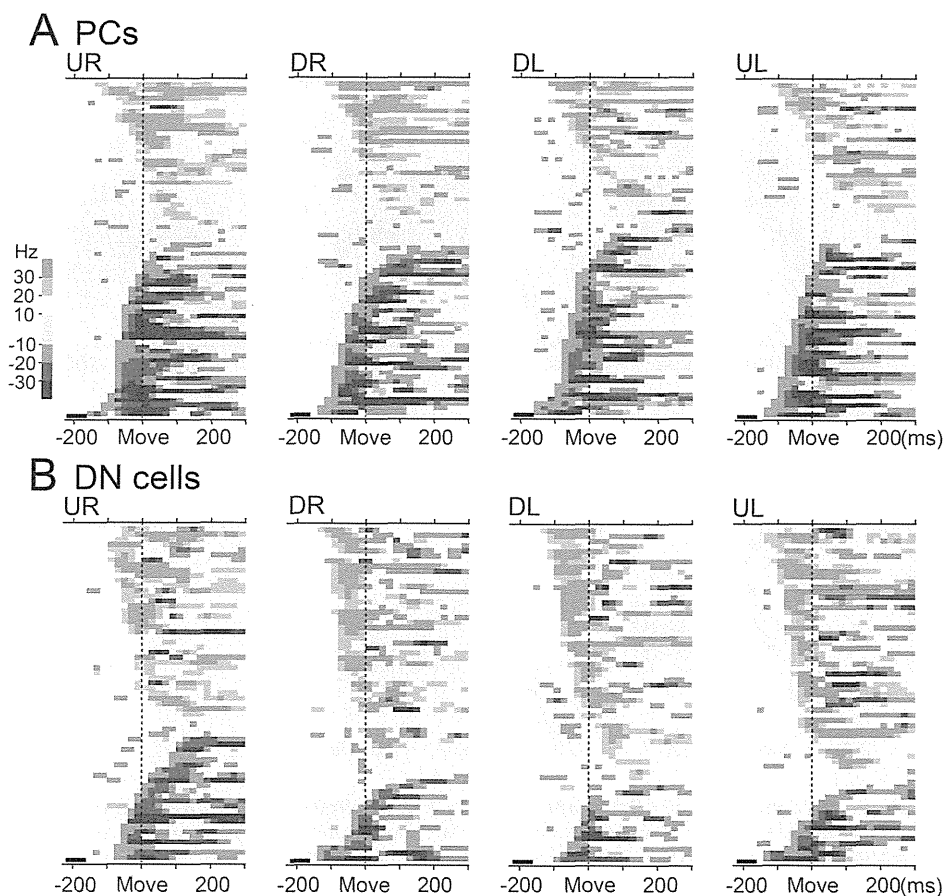 A PCs
UR DR DL UL
Hz
30
20
10
-10
-20
-30
-200 Move 200 -200 Move 200 -200 Move 200 -200 Move 200(ms)
B DN cells
UR DR DL UL
-200 Move 200 -200 Move 200 -200 Move 200 -200 Move 200